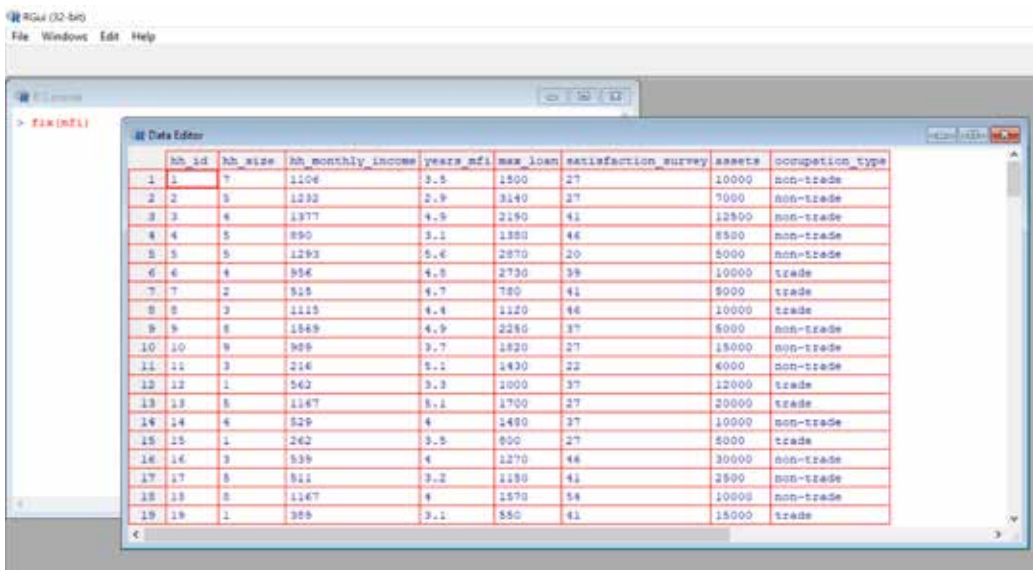 RGui (32-bit)
File Windows Edit Help
R Console
> fix(mfi)
Data Editor
hh_id hh_size hh_monthly_income years_mfi max_loan satisfaction_survey assets occupation_type
1 1 7 1106 3.5 1500 27 10000 non-trade
2 2 5 1232 2.9 3140 27 7000 non-trade
3 3 4 1377 4.9 2190 41 12500 non-trade
4 4 5 890 3.1 1380 46 8500 non-trade
5 5 5 1293 5.6 2870 20 5000 non-trade
6 6 4 956 4.8 2730 39 10000 trade
7 7 2 515 4.7 780 41 5000 trade
8 8 3 1115 4.4 1120 46 10000 trade
9 9 8 1569 4.9 2250 37 5000 non-trade
10 10 9 989 3.7 1820 27 15000 non-trade
11 11 3 216 5.1 1430 22 6000 non-trade
12 12 1 562 3.3 1000 37 12000 trade
13 13 5 1167 5.1 1700 27 20000 trade
14 14 529 4 1480 37 10000 non-trade
15 15 1 262 3.5 800 27 5000 trade
16 16 3 539 4 1270 46 30000 non-trade
17 17 511 3.2 1150 41 2500 non-trade
18 18 1167 4 1570 54 10000 non-trade
19 19 1 389 3.1 550 41 15000 trade